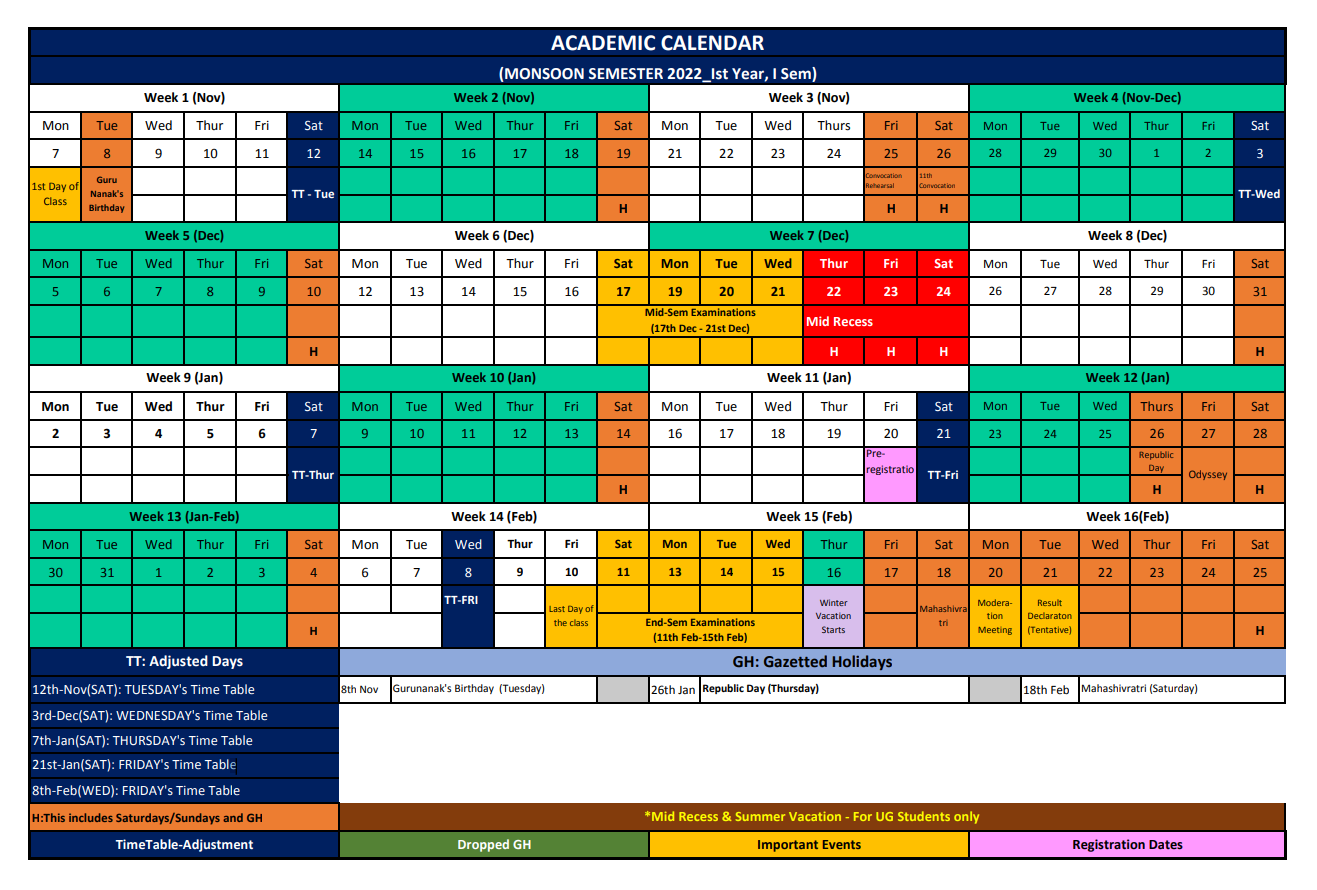 ACADEMIC CALENDAR
(MONSOON SEMESTER 2022_Ist Year, I Sem)
Week 1 (Nov) Week 2 (Nov) Week 3 (Nov) Week 4 (Nov-Dec)
Mon Tue Wed Thur Fri Sat Mon Tue Wed Thur Fri Sat Mon Tue Wed Thurs Fri Sat Mon Tue Wed Thur Fri Sat
7 8 9 10 11 12 14 15 16 17 18 19 21 22 23 24 25 26 28 29 30 1 2 3
1st Day of
Class
Guru
Nanak's
Birthday
TT - Tue
H
Convocation
Rehearsal
H
11th
Convocation
H
TT-Wed
Week 5 (Dec) Week 6 (Dec) Week 7 (Dec) Week 8 (Dec)
Mon Tue Wed Thur Fri Sat Mon Tue Wed Thur Fri Sat Mon Tue Wed Thur Fri Sat Mon Tue Wed Thur Fri Sat
5 6 7 8 9 10 12 13 14 15 16 17 19 20 21 22 23 24 26 27 28 29 30 31
Mid-Sem Examinations
(17th Dec - 21st Dec)
Mid Recess
H H H H H
Week 9 (Jan) Week 10 (Jan) Week 11 (Jan) Week 12 (Jan)
Mon Tue Wed Thur Fri Sat Mon Tue Wed Thur Fri Sat Mon Tue Wed Thur Fri Sat Mon Tue Wed Thurs Fri Sat
2 3 4 5 6 7 9 10 11 12 13 14 16 17 18 19 20 21 23 24 25 26 27 28
TT-Thur
H
Pre-
registratio
TT-Fri
Republic
Day
H
Odyssey
H
Week 13 (Jan-Feb) Week 14 (Feb) Week 15 (Feb) Week 16(Feb)
Mon Tue Wed Thur Fri Sat Mon Tue Wed Thur Fri Sat Mon Tue Wed Thur Fri Sat Mon Tue Wed Thur Fri Sat
30 31 1 2 3 4 6 7 8 9 10 11 13 14 15 16 17 18 20 21 22 23 24 25
H
TT-FRI
Last Day of
the class
End-Sem Examinations
(11th Feb-15th Feb)
Winter
Vacation
Starts
Mahashivra
tri
Modera-
tion
Meeting
Result
Declaraton
(Tentative)
H
TT: Adjusted Days GH: Gazetted Holidays
12th-Nov(SAT): TUESDAY's Time Table 8th Nov Gurunanak's Birthday (Tuesday) 26th Jan Republic Day (Thursday) 18th Feb Mahashivratri (Saturday)
3rd-Dec(SAT): WEDNESDAY's Time Table
7th-Jan(SAT): THURSDAY's Time Table
21st-Jan(SAT): FRIDAY's Time Table
8th-Feb(WED): FRIDAY's Time Table
H:This includes Saturdays/Sundays and GH *Mid Recess & Summer Vacation - For UG Students only
TimeTable-Adjustment Dropped GH Important Events Registration Dates